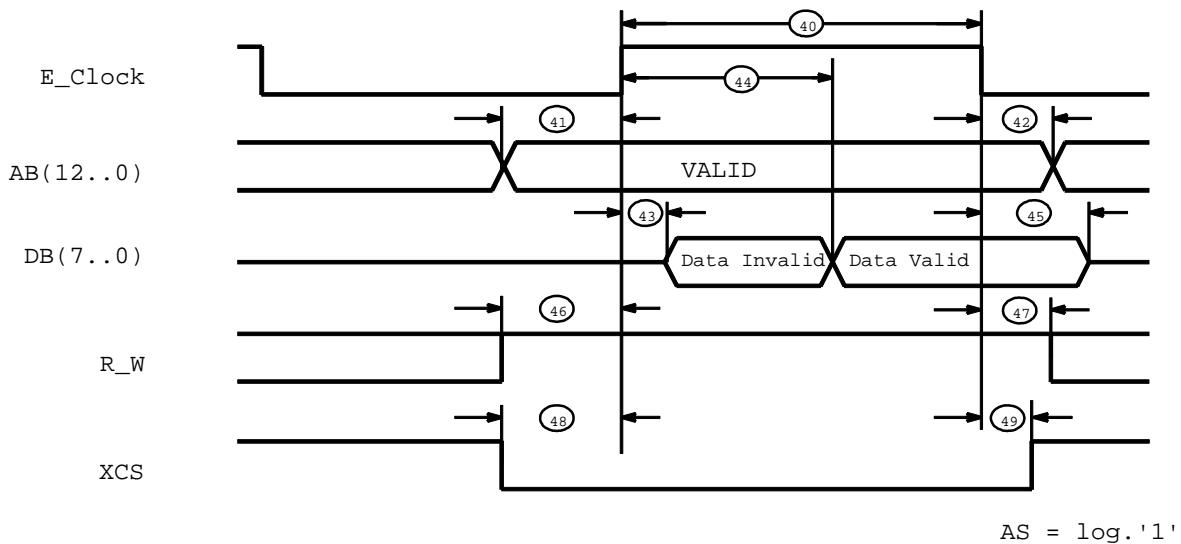 40
E_Clock
44
41
42
AB(12..0)
VALID
43
45
DB(7..0)
Data Invalid
Data Valid
46
47
R_W
48
49
XCS
AS = log.'1'